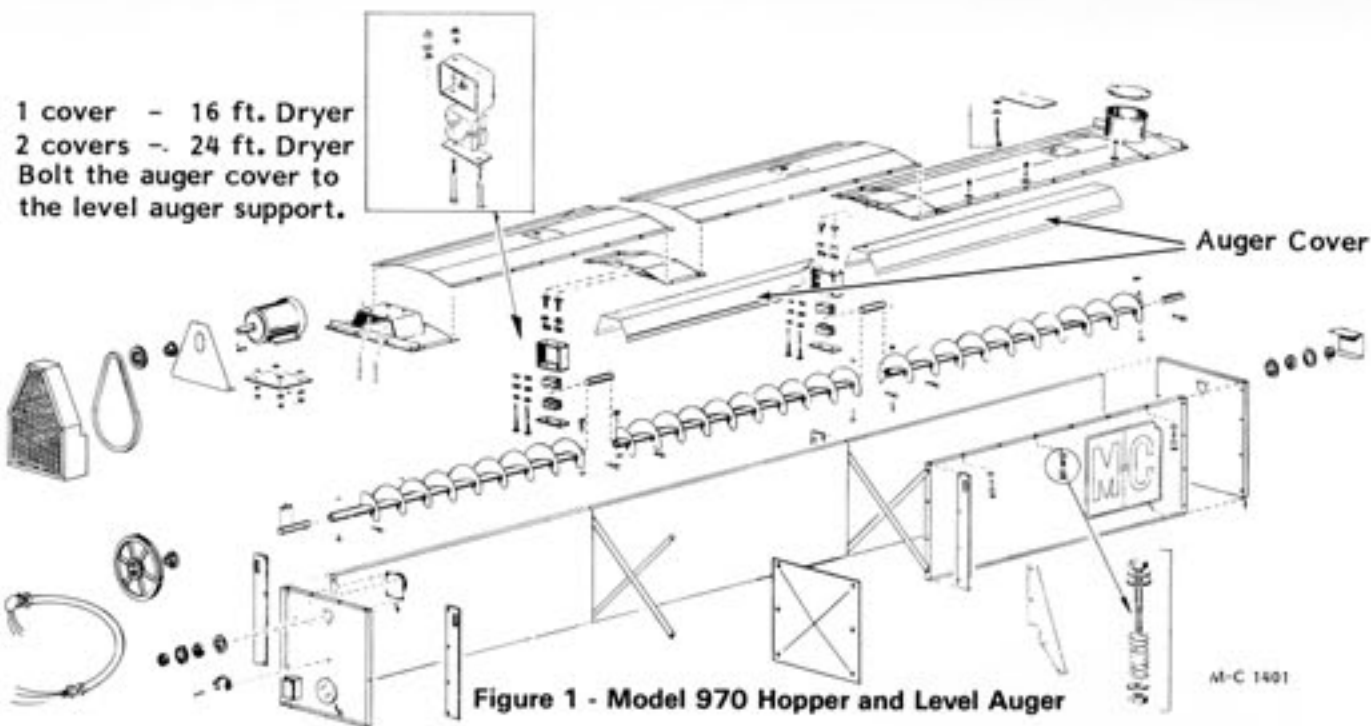 1 cover - 16 ft. Dryer
2 covers -. 24 ft. Dryer
Bolt the auger cover to
the level auger support.
Auger Cover
M-C
Figure 1 - Model 970 Hopper and Level Auger
M-C 1401